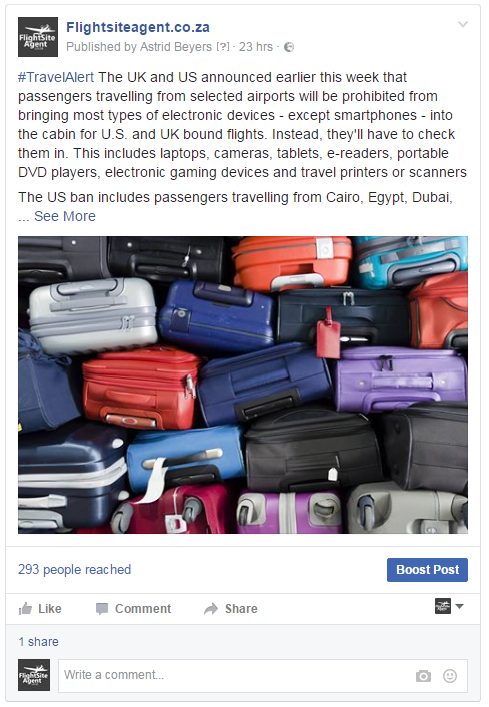 FlightSite
Agent
Flightsiteagent.co.za
Published by Astrid Beyers [?] · 23 hrs ·
#TravelAlert The UK and US announced earlier this week that
passengers travelling from selected airports will be prohibited from
bringing most types of electronic devices - except smartphones - into
the cabin for U.S. and UK bound flights. Instead, they'll have to check
them in. This includes laptops, cameras, tablets, e-readers, portable
DVD players, electronic gaming devices and travel printers or scanners
The US ban includes passengers travelling from Cairo, Egypt, Dubai,
... See More
293 people reached
Boost Post
Like Comment Share
1 share
FlightSite
Agent
Write a comment...